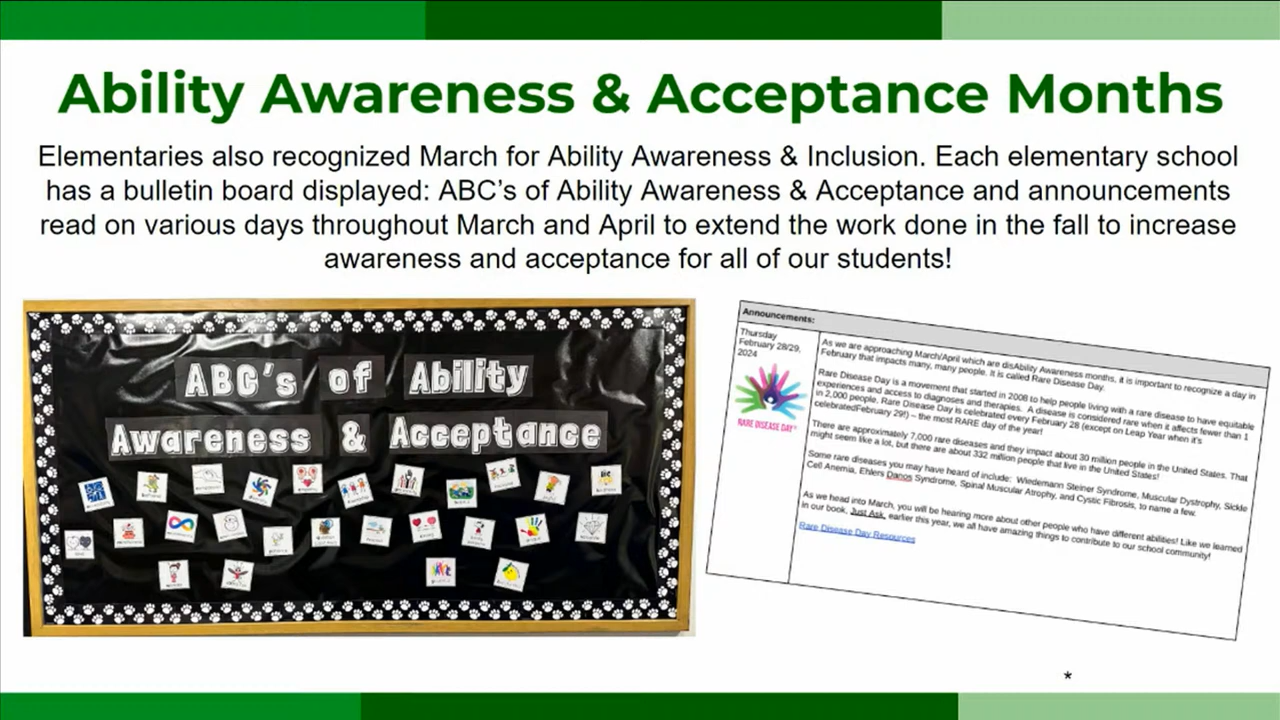 Ability Awareness & Acceptance Months
Elementaries also recognized March for Ability Awareness & Inclusion. Each elementary school
has a bulletin board displayed: ABC's of Ability Awareness & Acceptance and announcements
read on various days throughout March and April to extend the work done in the fall to increase
awareness and acceptance for all of our students!
ABC's of Ability
Awareness & Acceptance
Announcements:
Thursday
February 28/29,
2024
RARE DISEASE DAY
As we are approaching March/April which are disAbility Awareness months, it is important to recognize a day in
February that impacts many, many people. It is called Rare Disease Day.
Rare Disease Day is a movement that started in 2008 to help people living with a rare disease to have equitable
experiences and access to diagnoses and therapies. A disease is considered rare when it affects fewer than 1
in 2,000 people. Rare Disease Day is celebrated every February 28 (except on Leap Year when it's
celebratedFebruary 29!) – the most RARE day of the year!
There are approximately 7,000 rare diseases and they impact about 30 million people in the United States. That
might seem like a lot, but there are about 332 million people that live in the United States!
Some rare diseases you may have heard of include: Wiedemann Steiner Syndrome, Muscular Dystrophy, Sickle
Cell Anemia, Ehlers Danos Syndrome, Spinal Muscular Atrophy, and Cystic Fibrosis, to name a few.
As we head into March, you will be hearing more about other people who have different abilities! Like we learned
in our book, Just Ask, earlier this year, we all have amazing things to contribute to our school community!
Rare Disease Day Resources
*